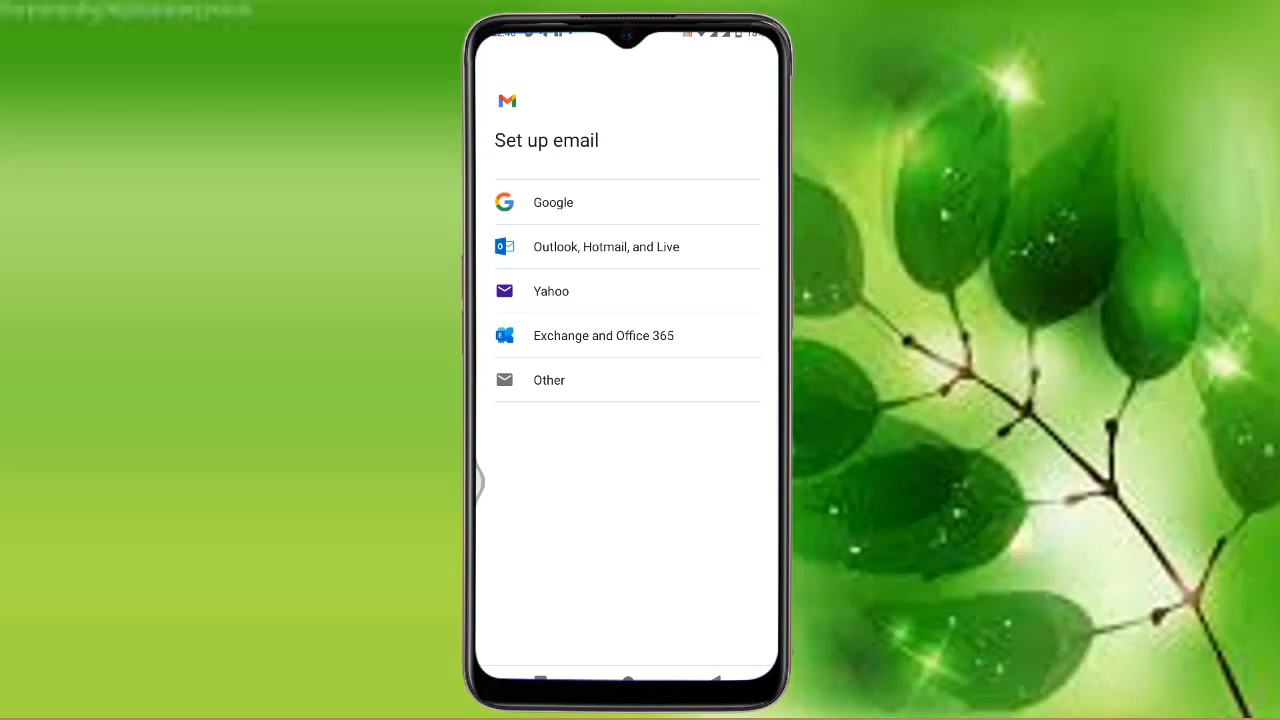 Set up email
Google
Outlook, Hotmail, and Live
Yahoo
Exchange and Office 365
Other